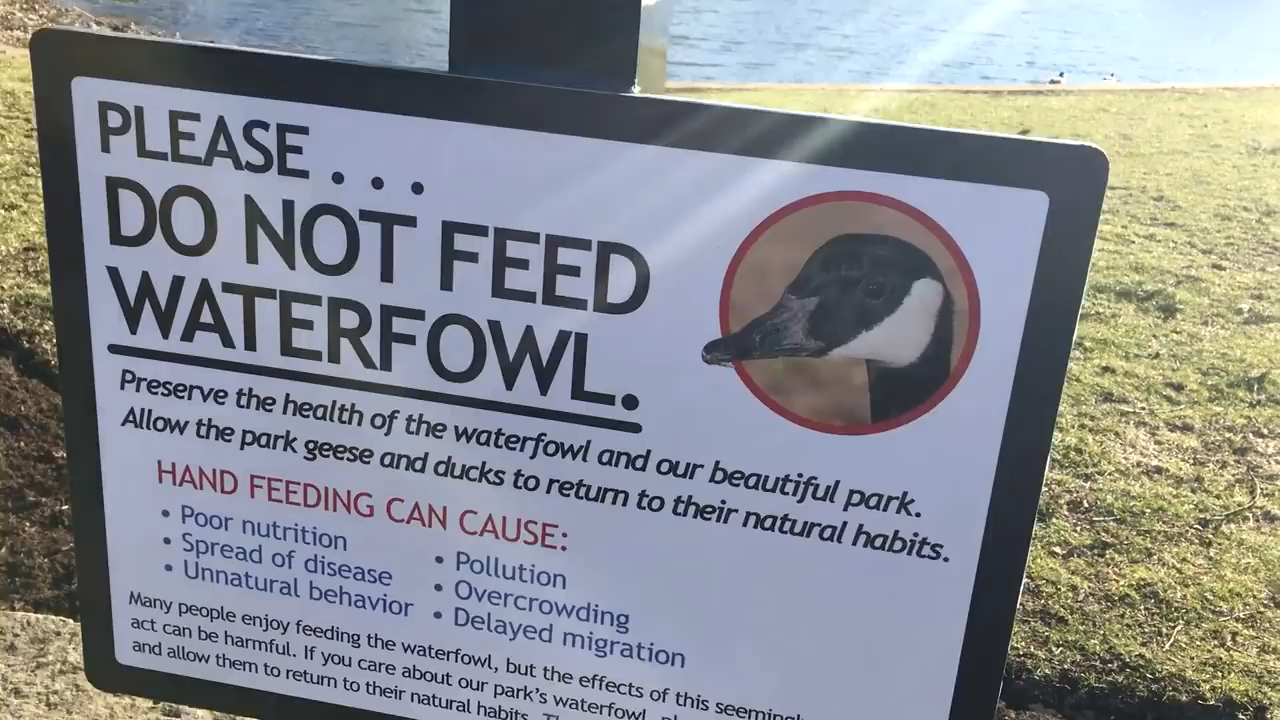 PLEASE...
DO NOT FEED
WATERFOWL.
Preserve the health of the waterfowl and our beautiful park.
Allow the park geese and ducks to return to their natural habits.
HAND FEEDING CAN CAUSE:
• Poor nutrition
• Spread of disease
• Unnatural behavior
• Pollution
• Overcrowding
• Delayed migration
Many people enjoy feeding the waterfowl, but the effects of this
act can be harmful. If you care about our park's waterfowl,
and allow them to return to their natural habits.